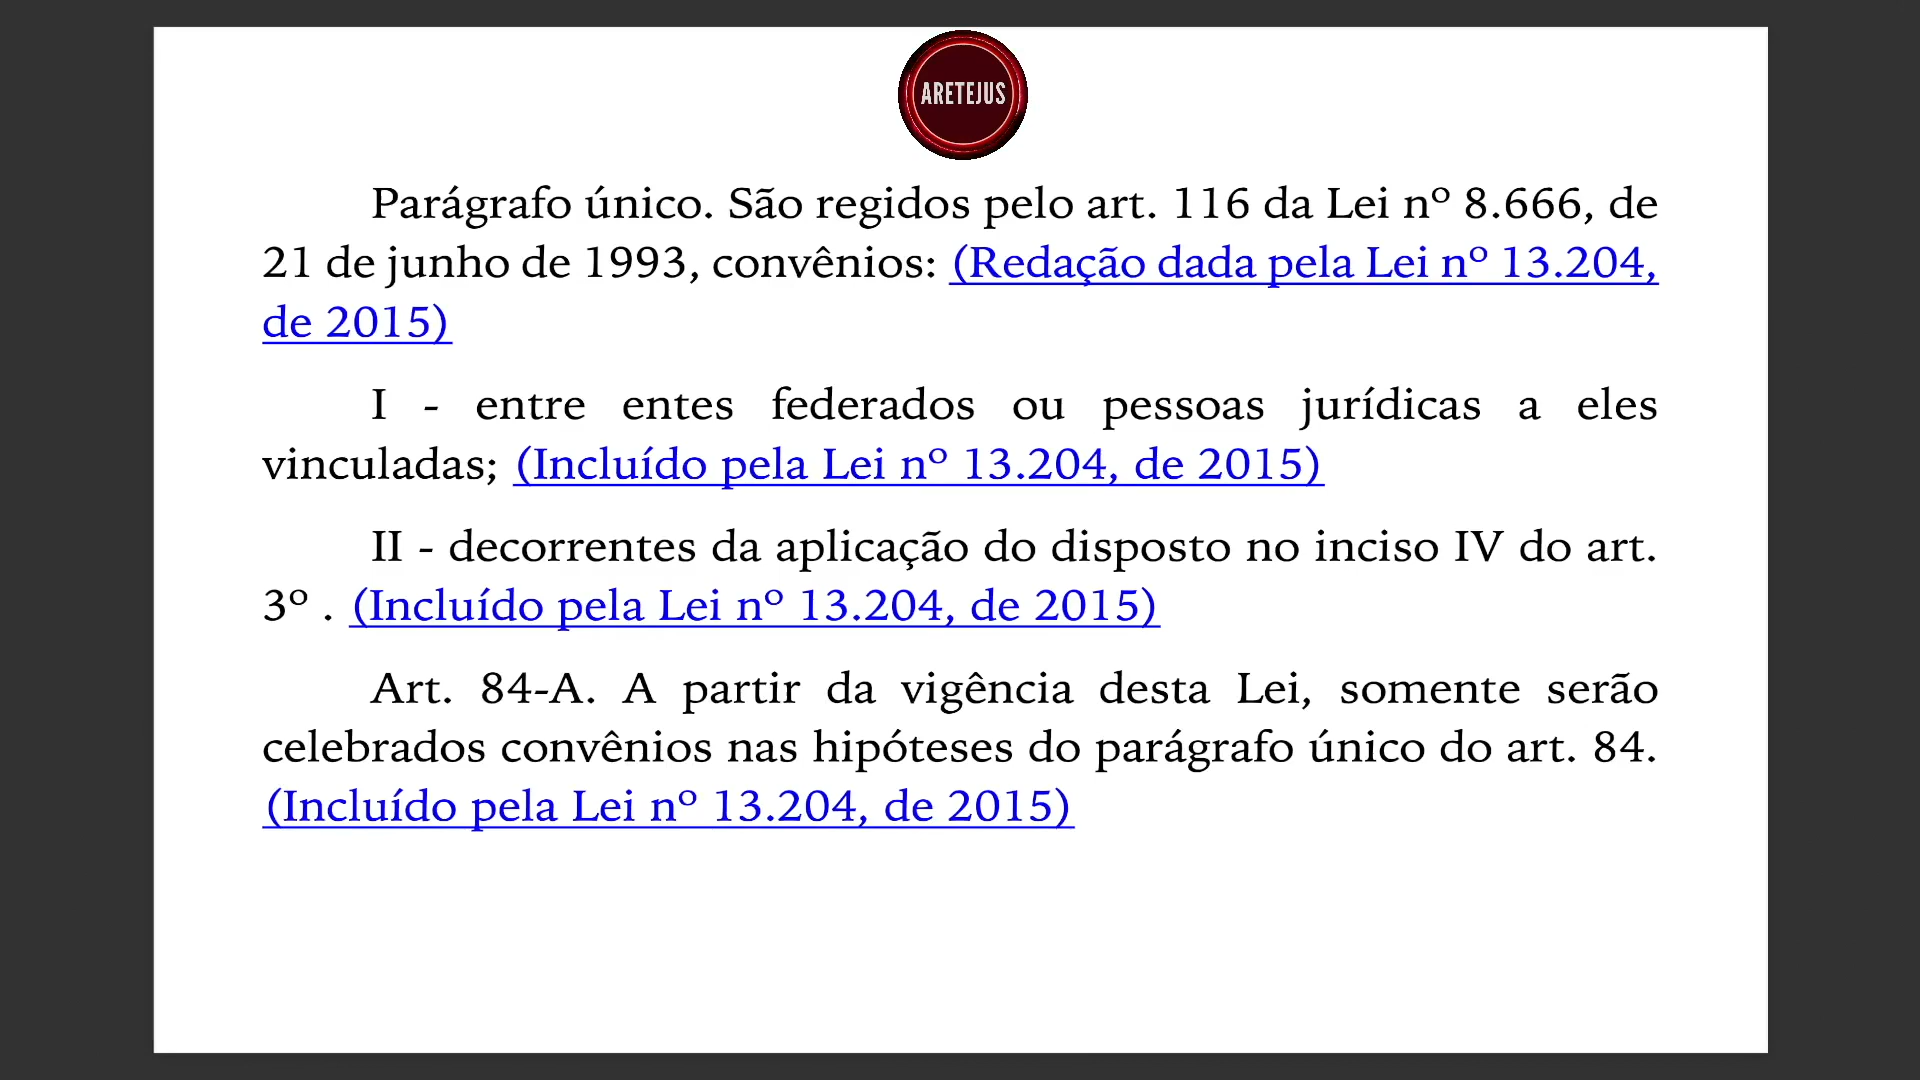 ARETEJUS
Parágrafo único. São regidos pelo art. 116 da Lei nº 8.666, de
21 de junho de 1993, convênios: (Redação dada pela Lei nº 13.204,
de 2015)
I - entre entes federados ou pessoas jurídicas a eles
vinculadas; (Incluído pela Lei nº 13.204, de 2015)
II - decorrentes da aplicação do disposto no inciso IV do art.
3º . (Incluído pela Lei nº 13.204, de 2015)
Art. 84-A. A partir da vigência desta Lei, somente serão
celebrados convênios nas hipóteses do parágrafo único do art. 84.
(Incluído pela Lei nº 13.204, de 2015)